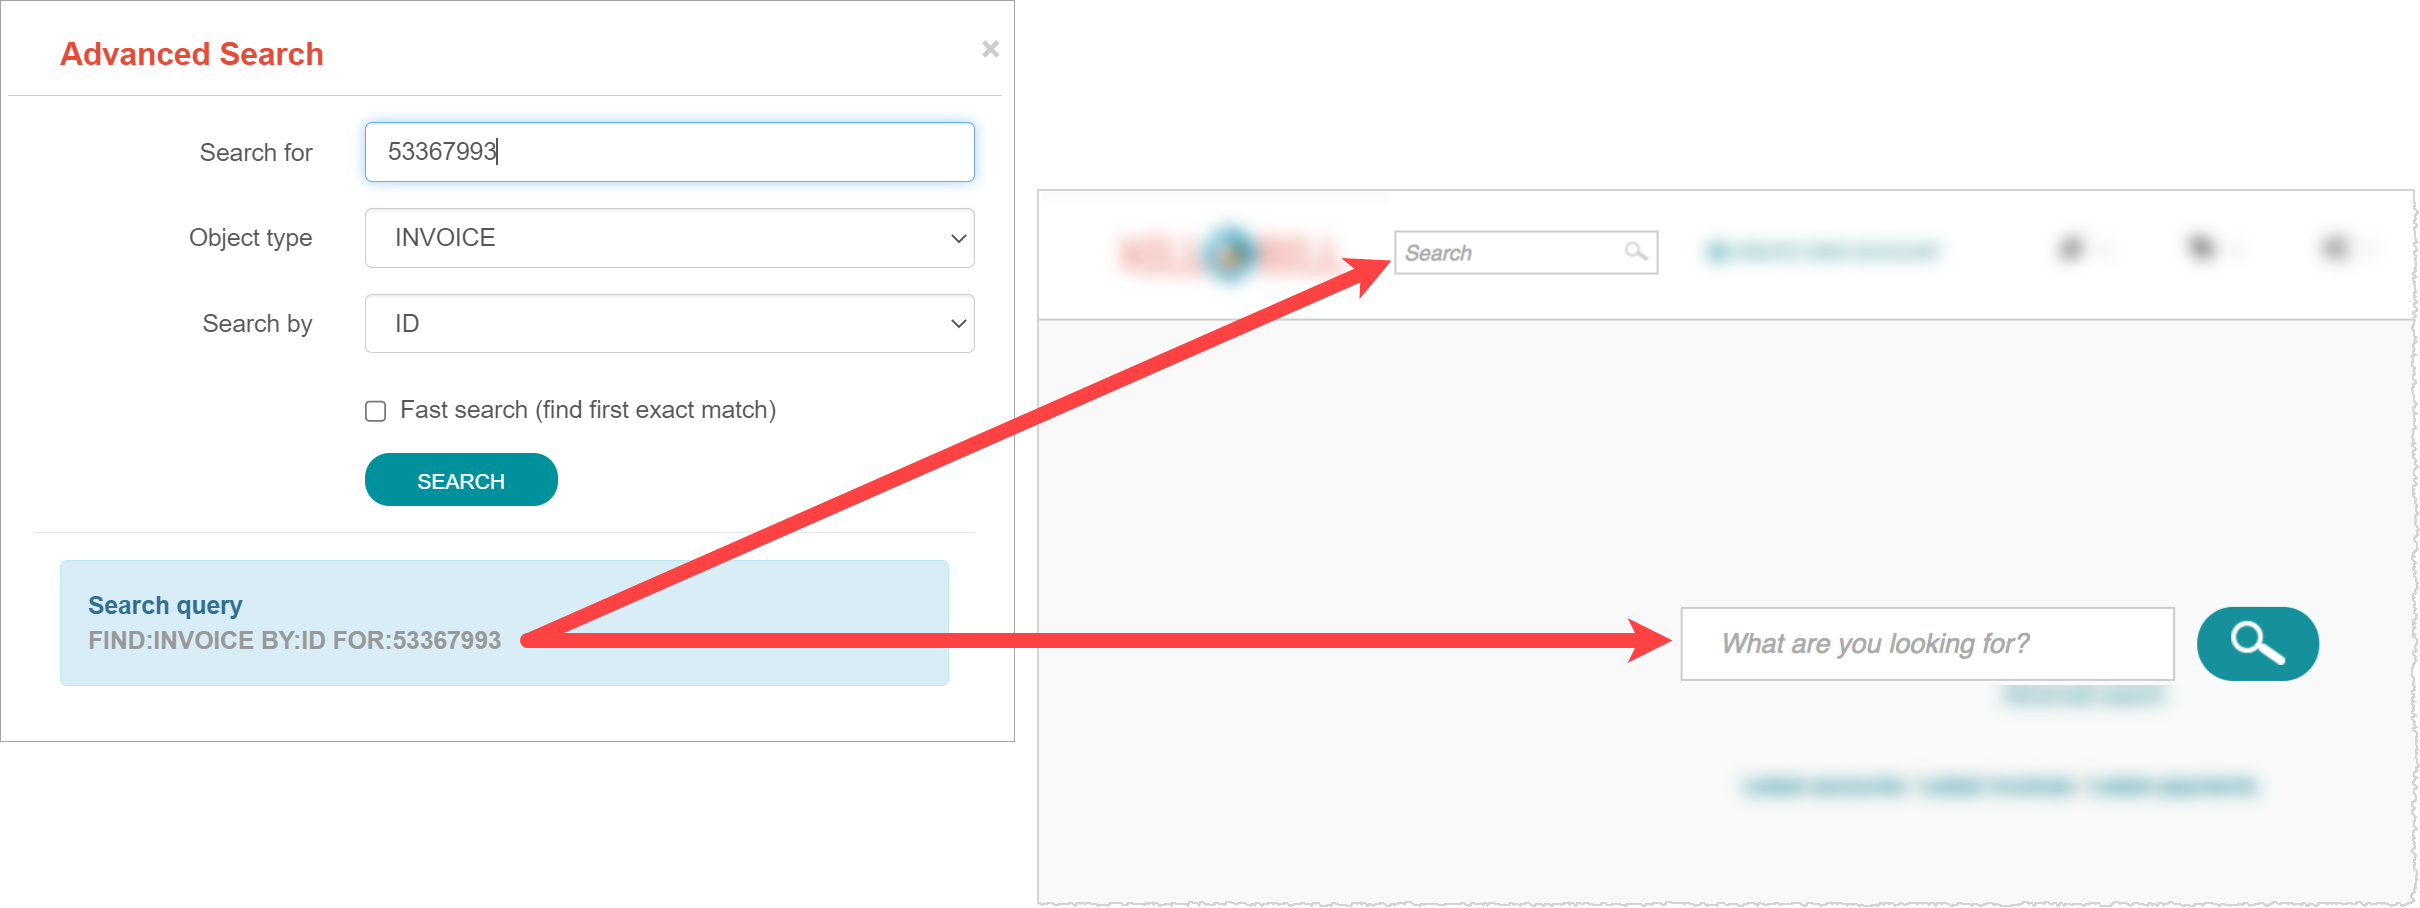 Advanced Search
×
Search for
53367993
Object type
INVOICE
Search by
ID
Fast search (find first exact match)
SEARCH
Search query
FIND:INVOICE BY:ID FOR:53367993
Search
What are you looking for?